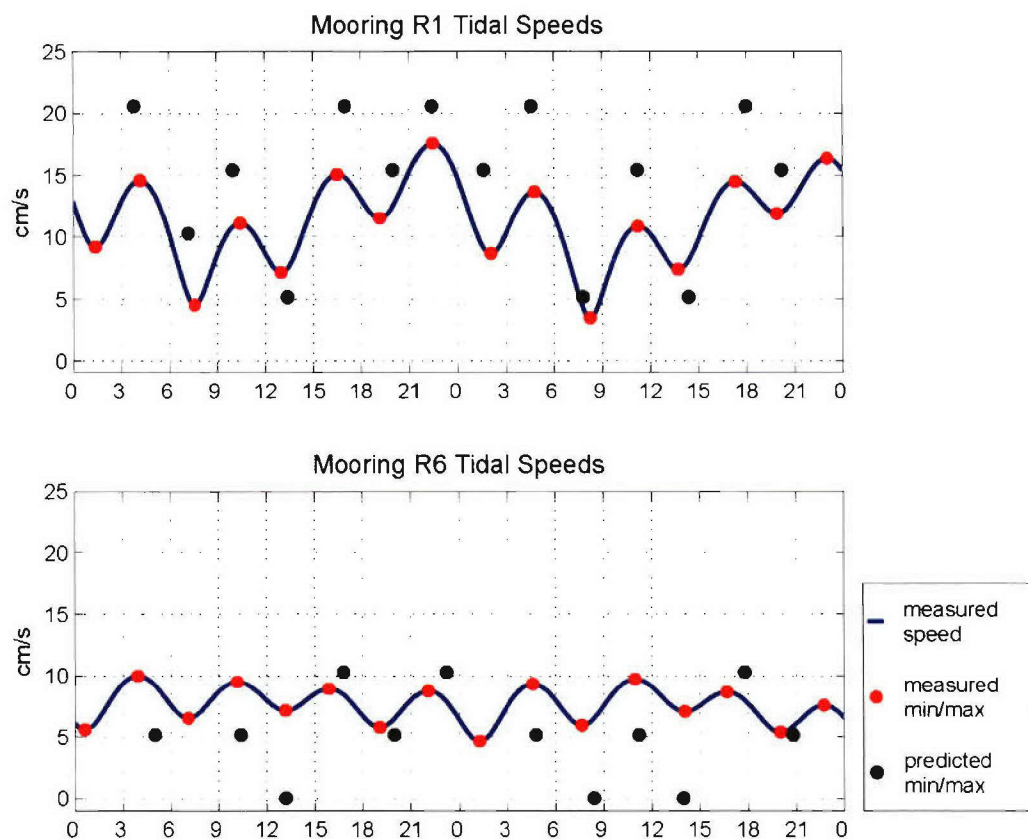 Mooring R1 Tidal Speeds
25
20
15
10
5
0
cm/s
0 3 6 9 12 15 18 21 0 3 6 9 12 15 18 21 0
Mooring R6 Tidal Speeds
25
20
15
10
5
0
cm/s
0 3 6 9 12 15 18 21 0 3 6 9 12 15 18 21 0
measured
speed
measured
min/max
predicted
min/max